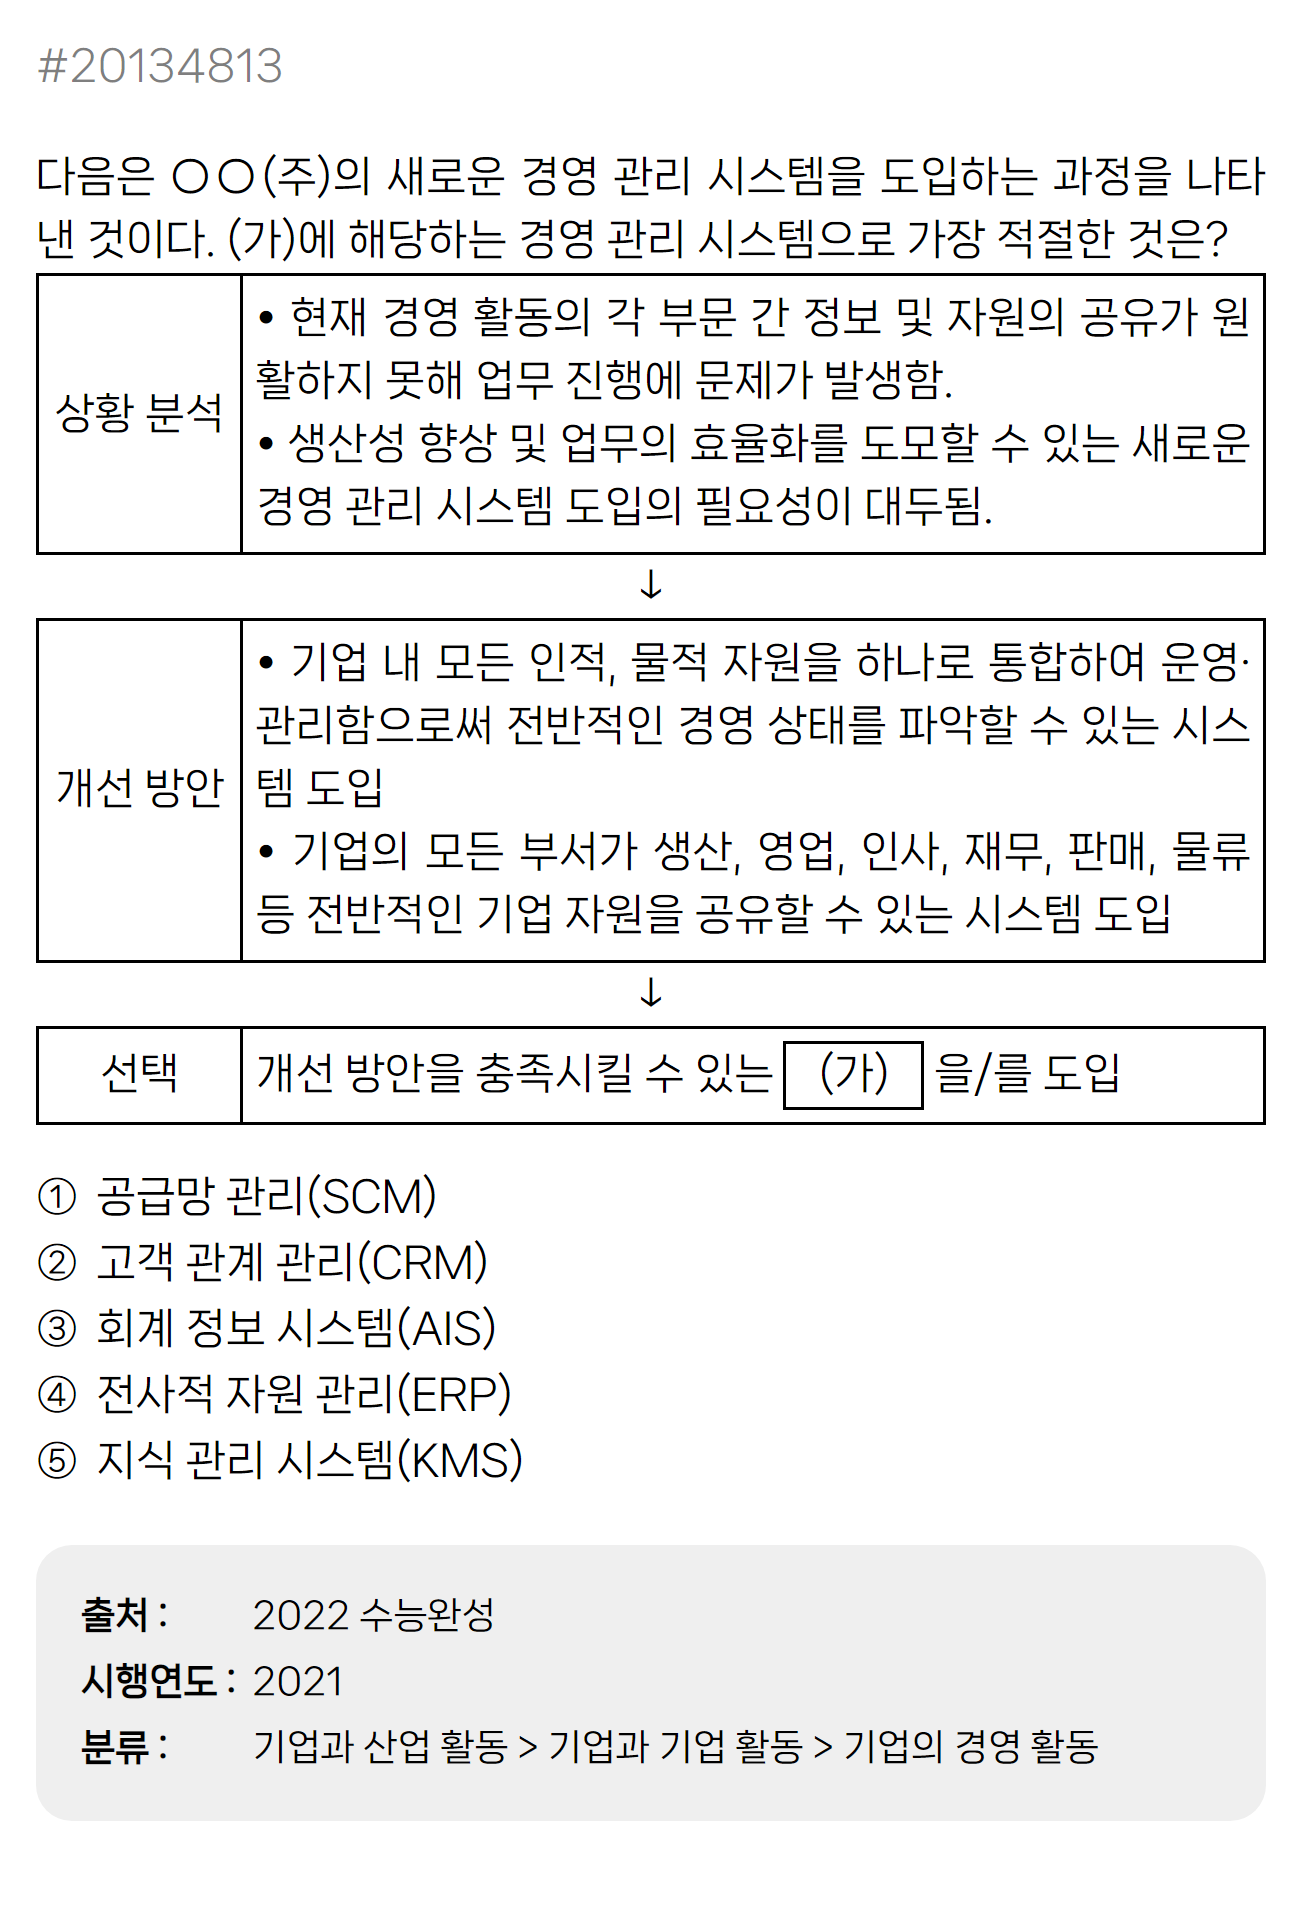 #20134813
다음은 ○○(주)의 새로운 경영 관리 시스템을 도입하는 과정을 나타
낸 것이다. (가)에 해당하는 경영 관리 시스템으로 가장 적절한 것은?
상황 분석
• 현재 경영 활동의 각 부문 간 정보 및 자원의 공유가 원
활하지 못해 업무 진행에 문제가 발생함.
• 생산성 향상 및 업무의 효율화를 도모할 수 있는 새로운
경영 관리 시스템 도입의 필요성이 대두됨.
↓
개선 방안
• 기업 내 모든 인적, 물적 자원을 하나로 통합하여 운영·
관리함으로써 전반적인 경영 상태를 파악할 수 있는 시스
템 도입
• 기업의 모든 부서가 생산, 영업, 인사, 재무, 판매, 물류
등 전반적인 기업 자원을 공유할 수 있는 시스템 도입
↓
선택
개선 방안을 충족시킬 수 있는 (가) 을/를 도입
① 공급망 관리(SCM)
② 고객 관계 관리(CRM)
③ 회계 정보 시스템(AIS)
④ 전사적 자원 관리(ERP)
⑤ 지식 관리 시스템(KMS)
출처 : 2022 수능완성
시행연도 : 2021
분류 : 기업과 산업 활동 > 기업과 기업 활동 > 기업의 경영 활동